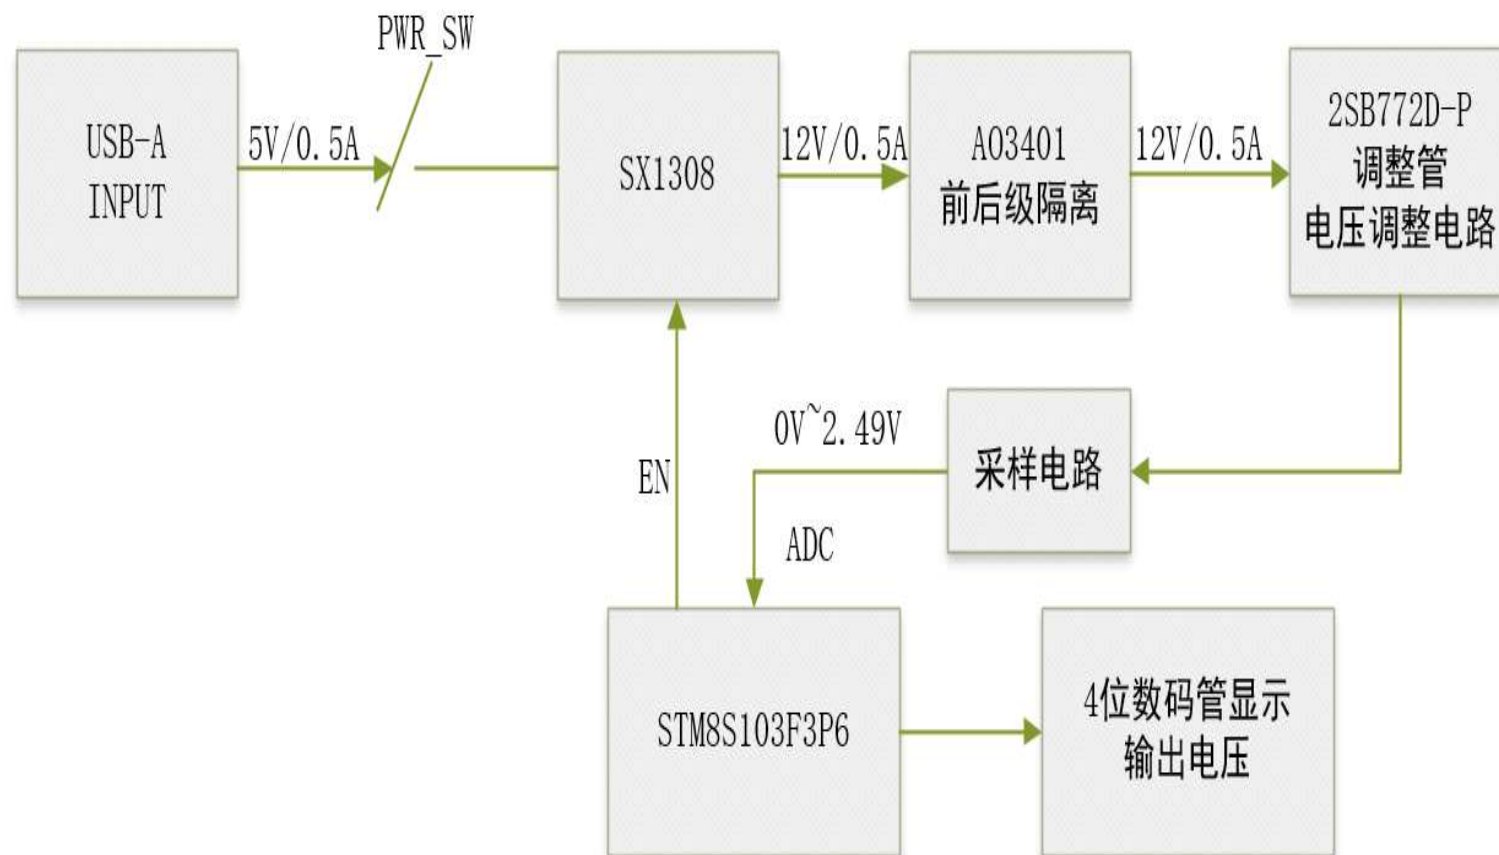 PWR_SW
USB-A
INPUT
5V/0.5A
SX1308
12V/0.5A
AO3401
前后级隔离
12V/0.5A
2SB772D-P
调整管
电压调整电路
0V~2.49V
采样电路
EN
ADC
STM8S103F3P6
4位数码管显示
输出电压